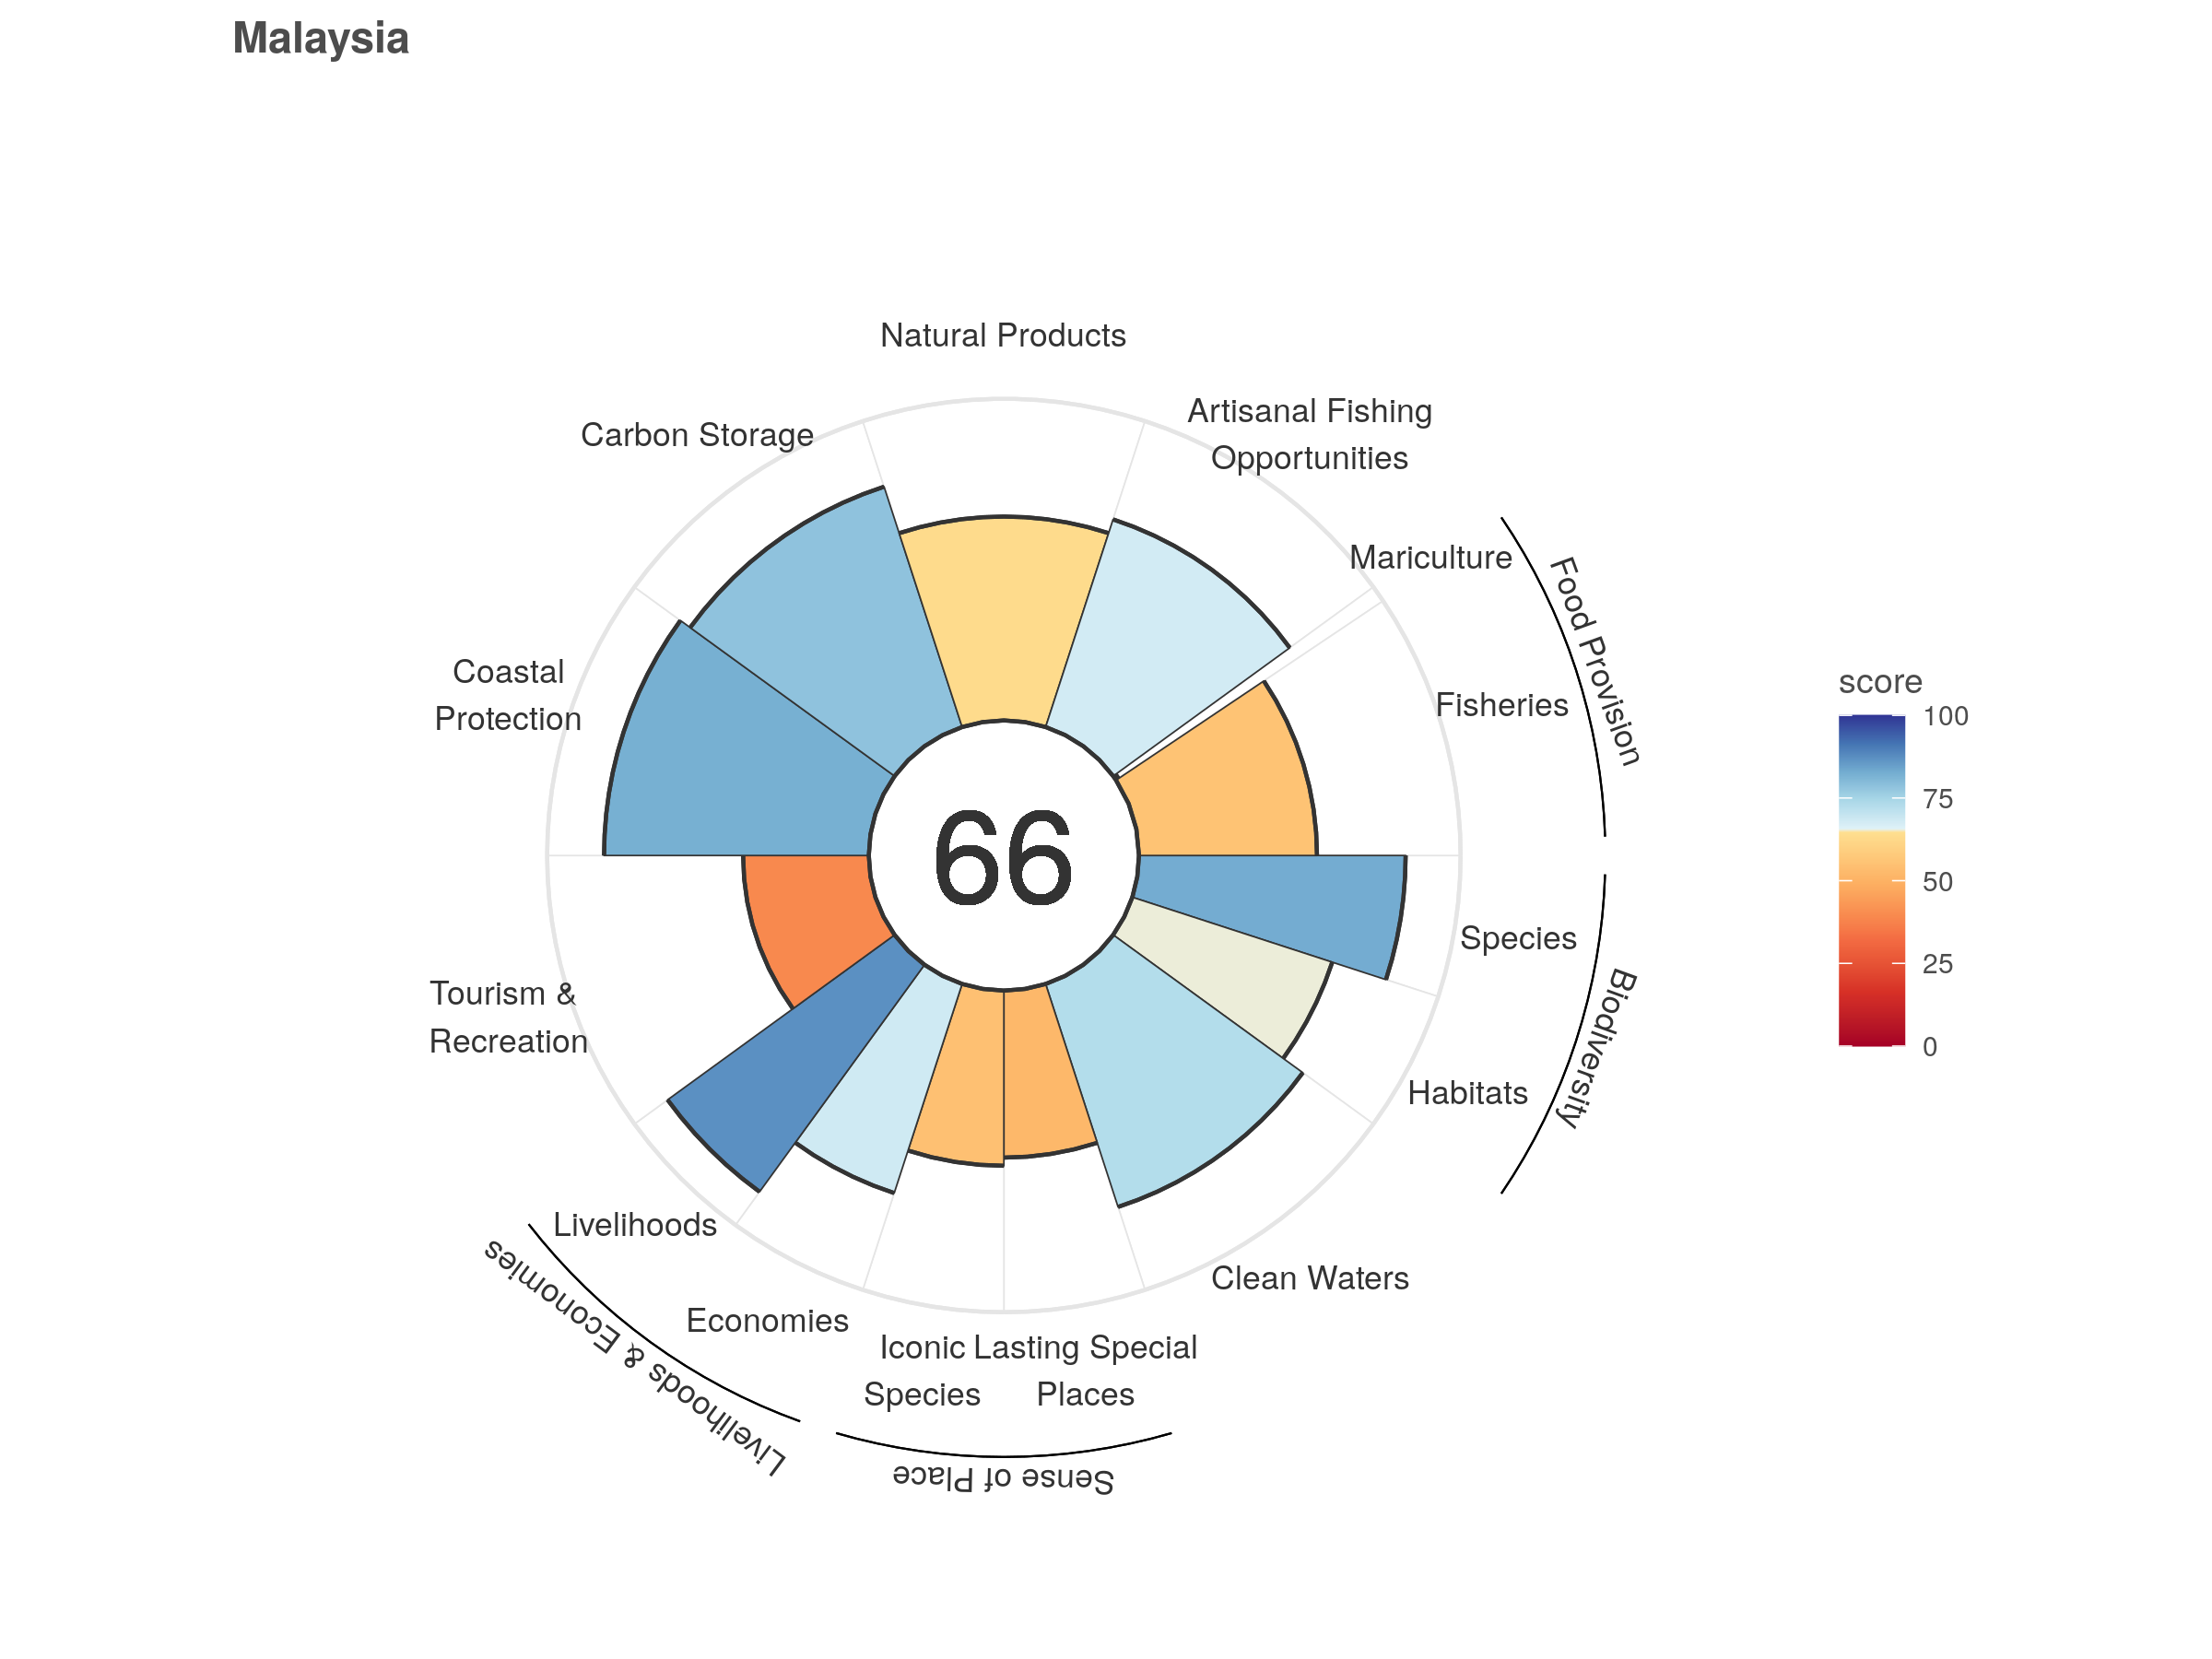 Malaysia
Natural Products
Artisanal Fishing
Opportunities
Carbon Storage
Mariculture
Food Provision
Coastal
Protection
Fisheries
66
Species
Biodiversity
Tourism &
Recreation
Habitats
Livelihoods
Clean Waters
Economies
Iconic
Species
Lasting Special
Places
Livelihoods & Economies
Sense of Place
score
100
75
50
25
0